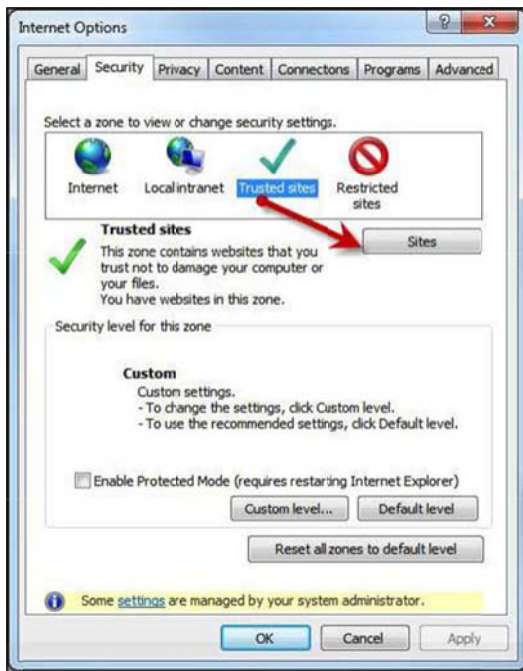 Internet Options
General Security Privacy Content Connectons Programs Advanced
Select a zone to view or change security settings.
Internet Local intranet Trusted sites Restricted
sites
Trusted sites
Sites
This zone contains websites that you
trust not to damage your computer or
your files.
You have websites in this zone.
Security level for this zone
Custom
Custom settings.
- To change the settings, click Custom level.
- To use the recommended settings, click Default level.
Enable Protected Mode (requires restarting Internet Explorer)
Custom level... Default level
Reset all zones to default level
Some settings are managed by your system administrator.
OK Cancel Apply